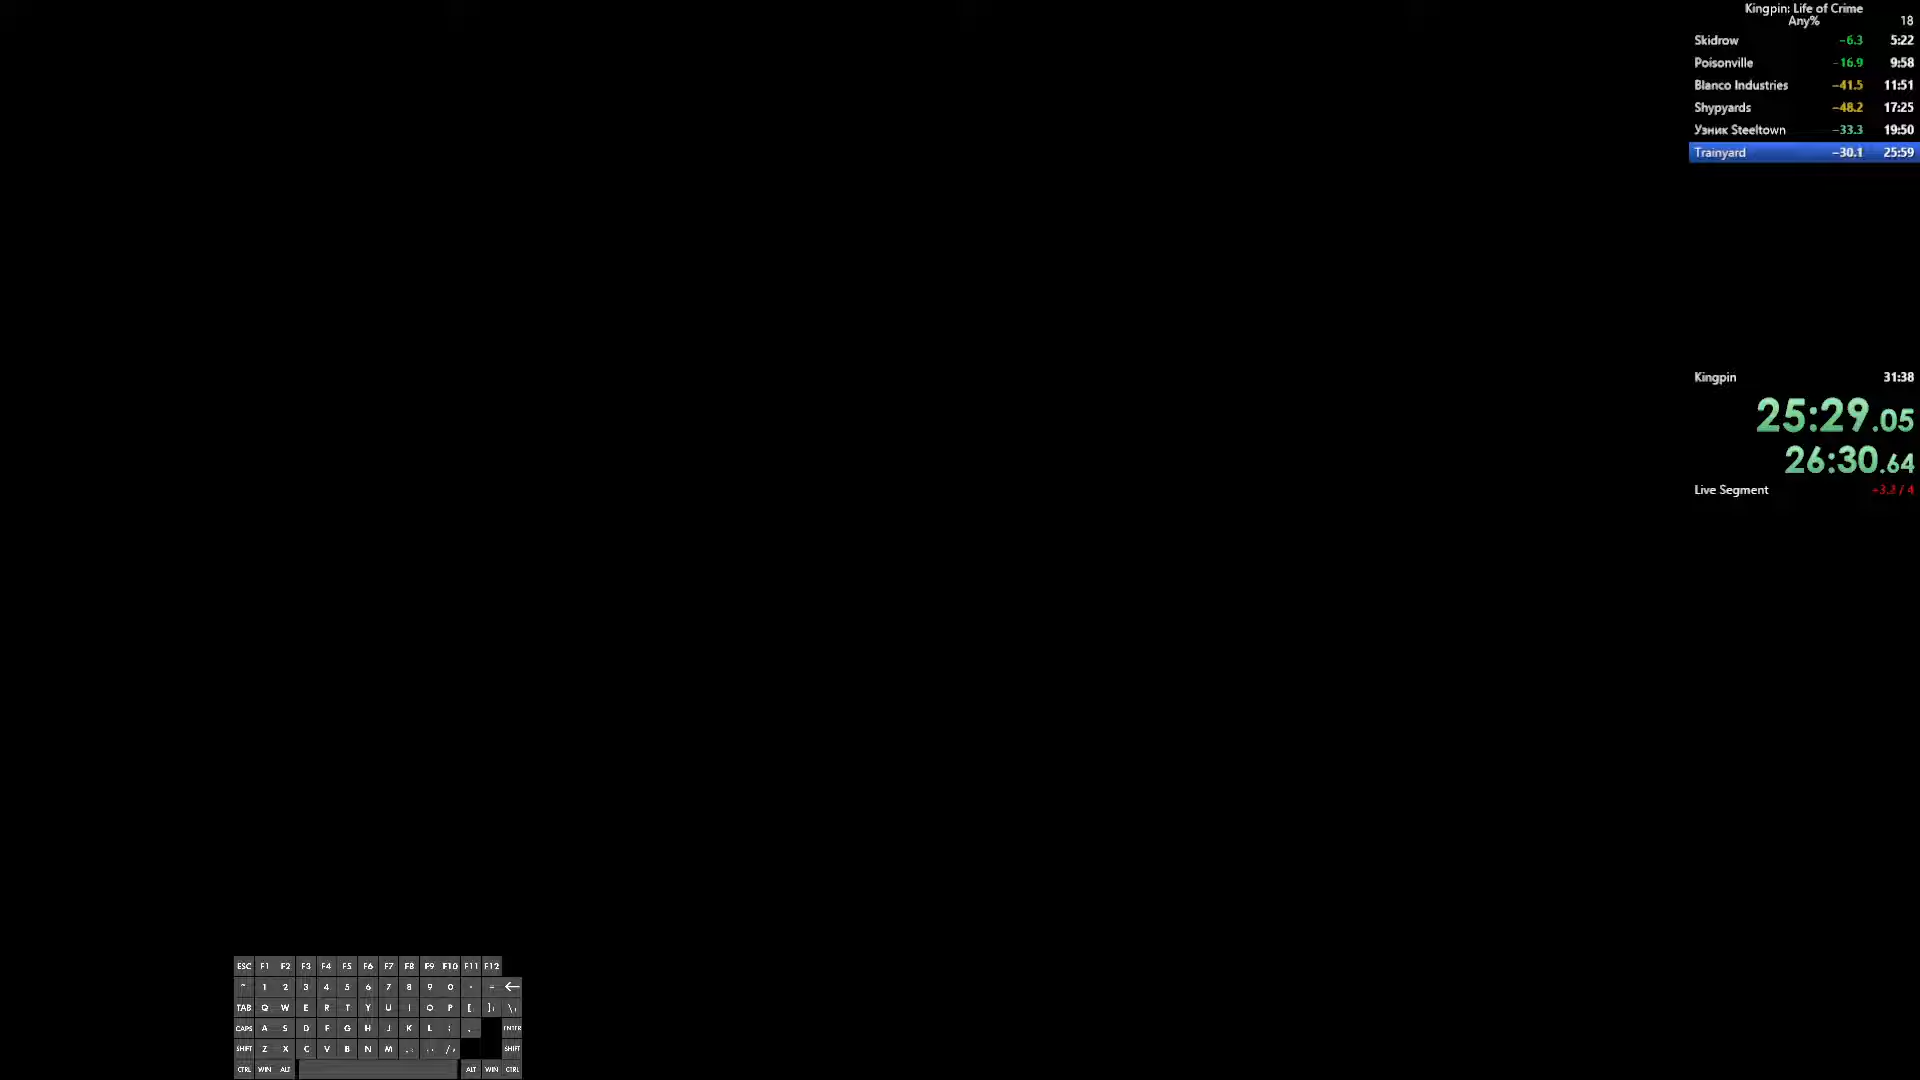 Kingpin: Life of Crime
Any% 18
Skidrow -6.3 5:22
Poisonville -16.9 9:58
Blanco Industries -41.5 11:51
Shypyards -48.2 17:25
Узник Steeltown -33.3 19:50
Trainyard -30.1 25:59
Kingpin 31:38
25:29.05
26:30.64
Live Segment
ESC F1 F2 F3 F4 F5 F6 F7 F8 F9 F10 F11 F12
~ 1 2 3 4 5 6 7 8 9 0 - = ←
TAB Q W E R T Y U I O P [ ] \
CAPS A S D F G H J K L ; ENTER
SHIFT Z X C V B N M / SHIFT
CTRL WIN ALT ALT WIN CTRL